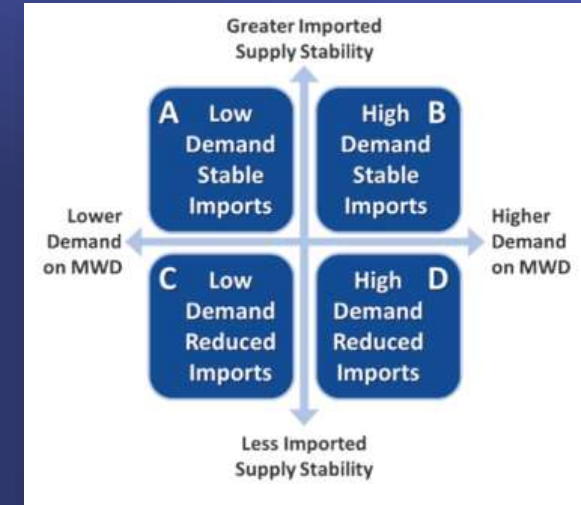 Greater Imported
Supply Stability
A Low
Demand
Stable
Imports
High B
Demand
Stable
Imports
Lower
Demand
on MWD
Higher
Demand
on MWD
C Low
Demand
Reduced
Imports
High D
Demand
Reduced
Imports
Less Imported
Supply Stability